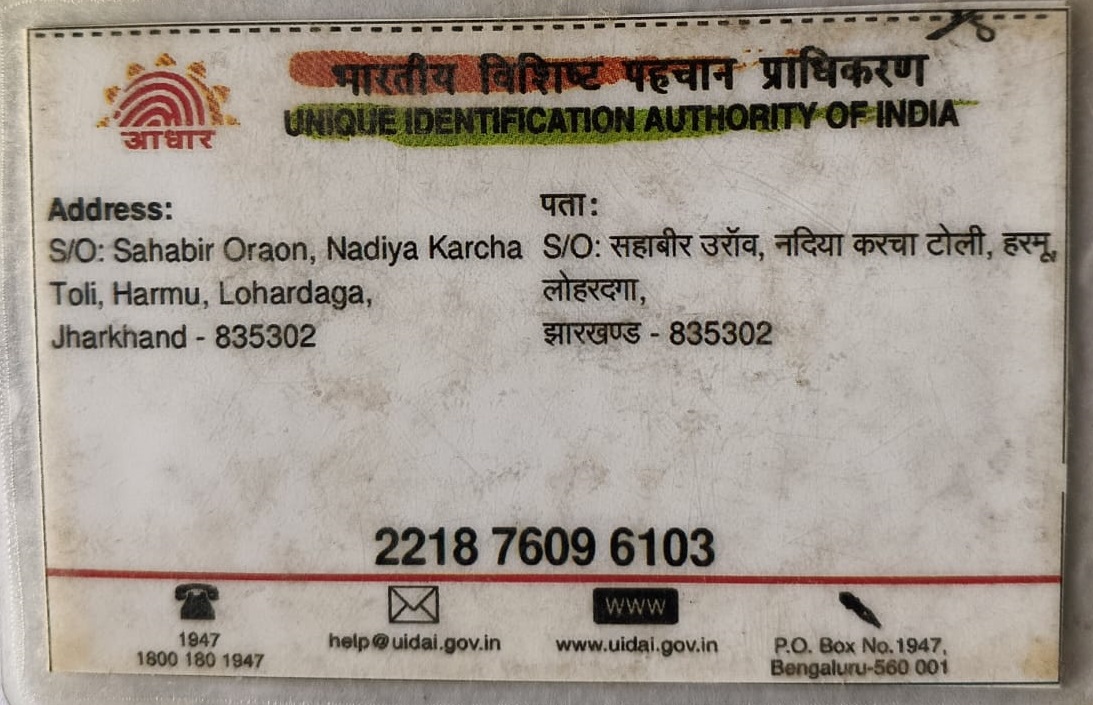 भारतीय विशिष्ट पहचान प्राधिकरण
UNIQUE IDENTIFICATION AUTHORITY OF INDIA
आधार
Address:
S/O: Sahabir Oraon, Nadiya Karcha
Toli, Harmu, Lohardaga,
Jharkhand - 835302
पता:
S/O: सहाबीर उरॉव, नदिया करचा टोली, हरमू,
लोहरदगा,
झारखण्ड - 835302
2218 7609 6103
1947
1800 180 1947
help@uidai.gov.in
WWW
www.uidai.gov.in
P.O. Box No.1947,
Bengaluru-560 001